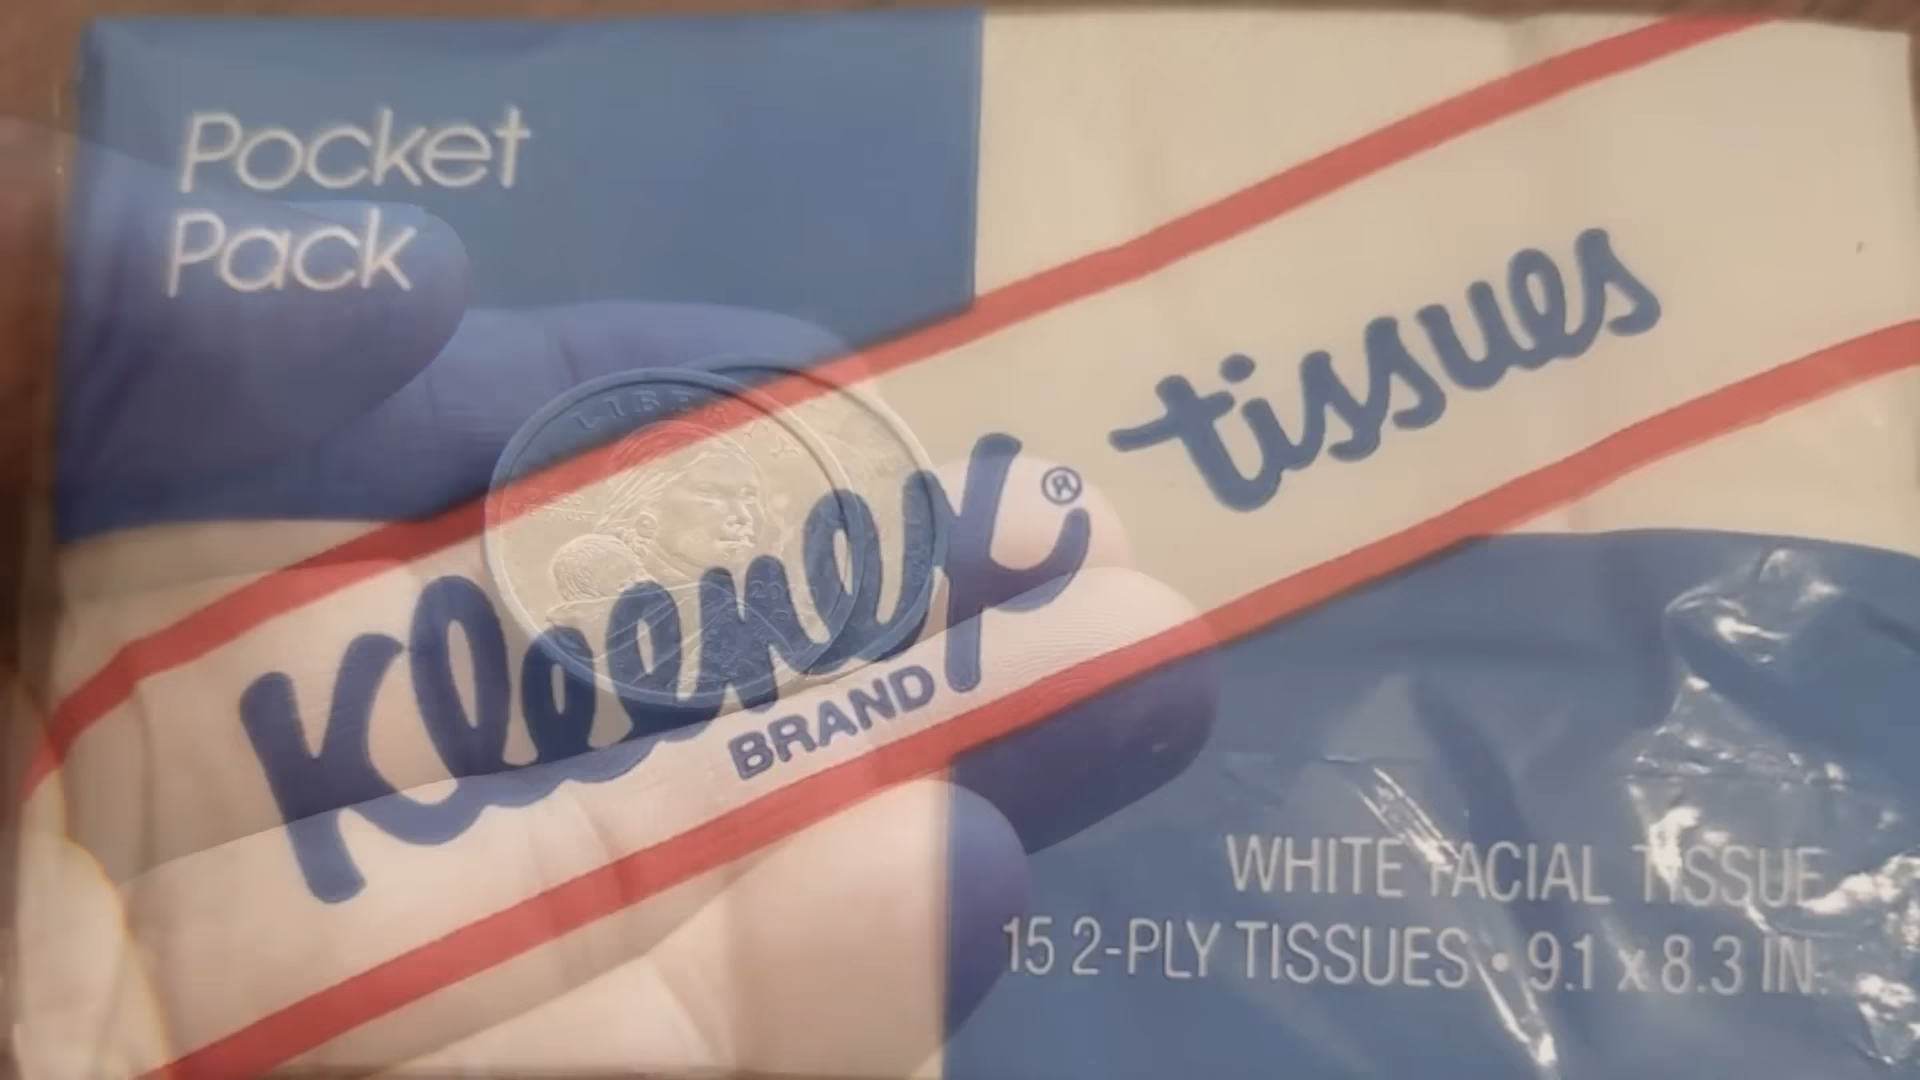 Pocket
Pack
Kleenex® tissues
BRAND
LIBERTY
WHITE FACIAL TISSUE
15 2-PLY TISSUES • 9.1 x 8.3 IN.